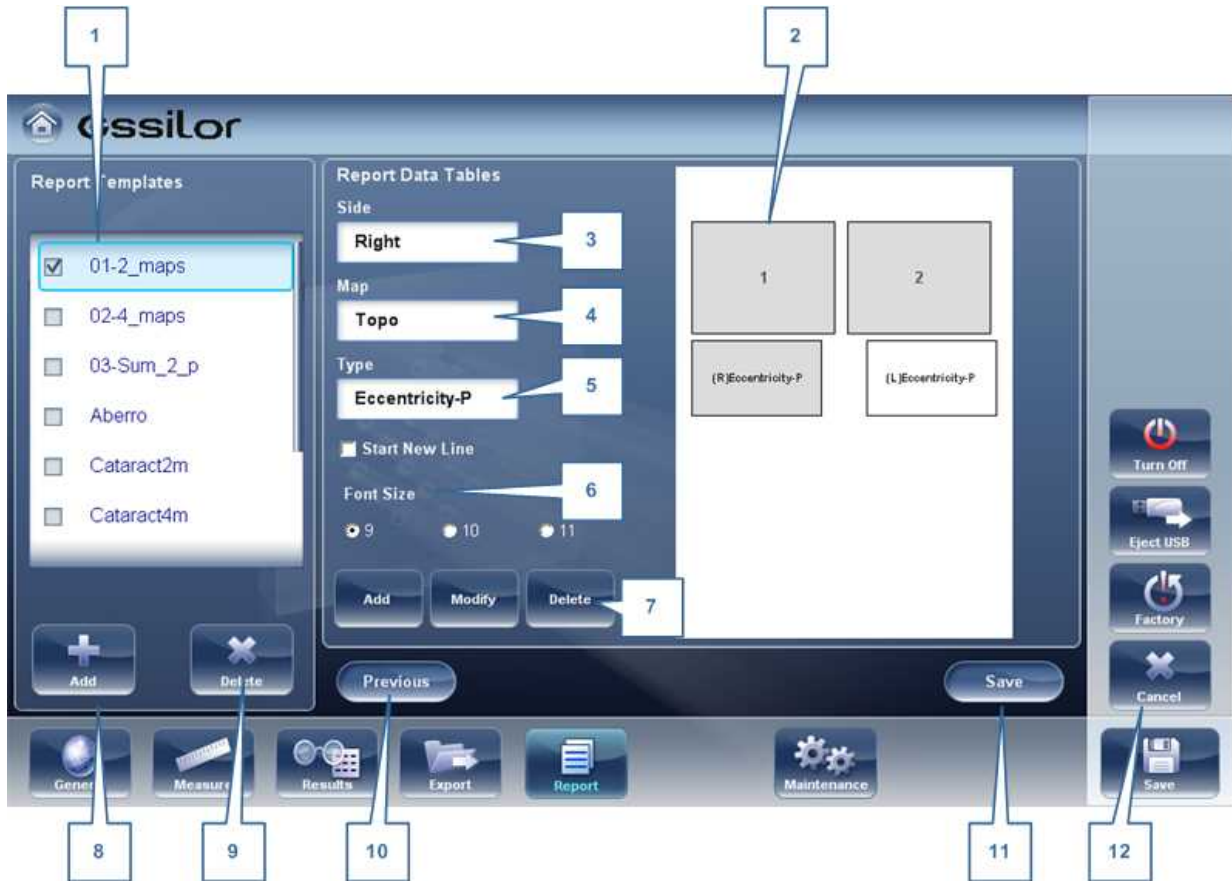 1
2
essilor
Report Templates
01-2_maps
02-4_maps
03-Sum_2_p
Aberro
Cataract2m
Cataract4m
Add
Delete
Report Data Tables
Side
Right
3
Map
Topo
4
Type
Eccentricity-P
5
Start New Line
Font Size
6
9 10 11
Add Modify Delete
7
1 2
(R)Eccentricity-P (L)Eccentricity-P
Previous
Save
Turn Off
Eject USB
Factory
Cancel
General Measure Results Export Report Maintenance Save
8 9 10 11 12